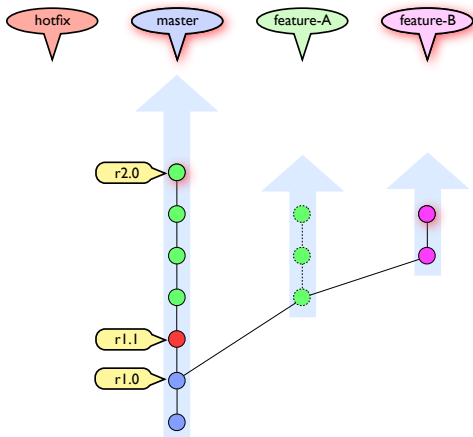 hotfix
master
feature-A
feature-B
r2.0
r1.1
r1.0